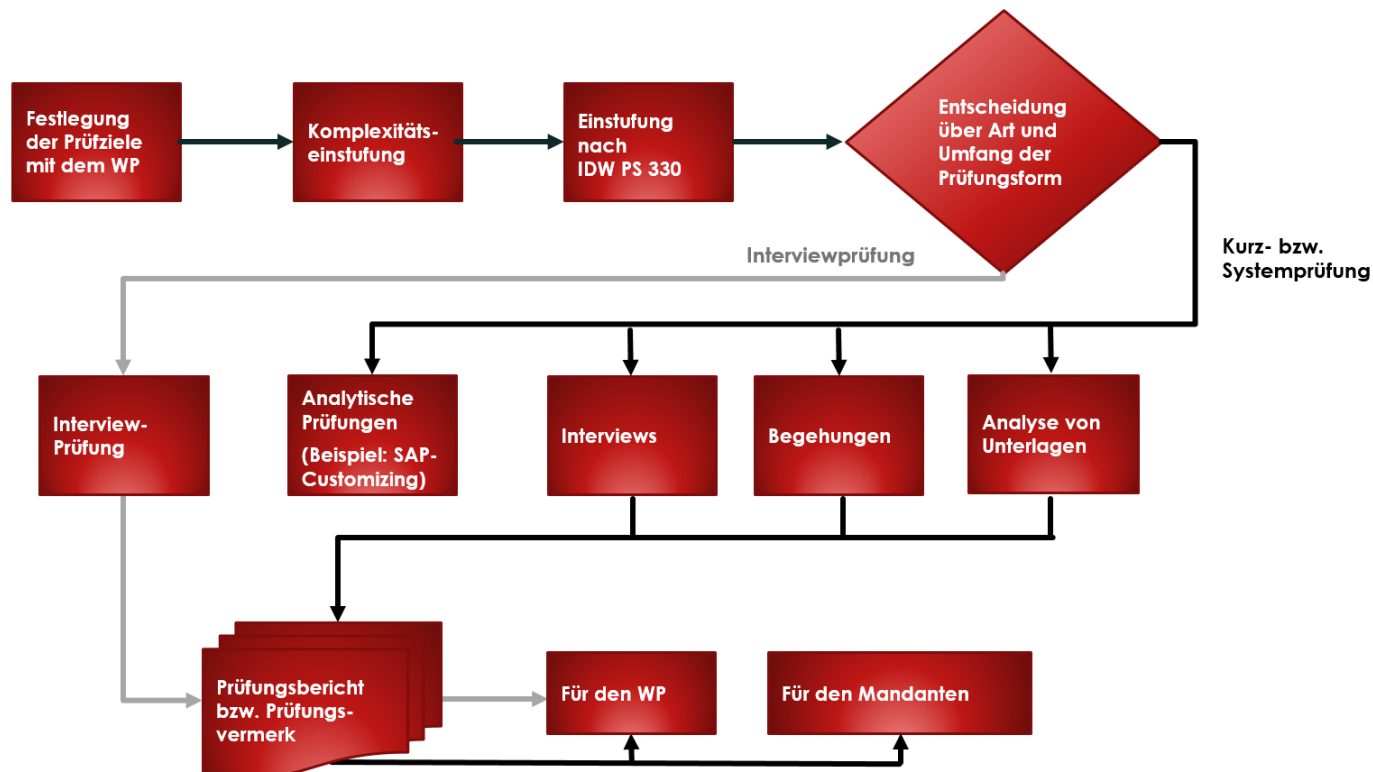 Festlegung
der Prüfziele
mit dem WP
Komplexitäts-
einstufung
Einstufung
nach
IDW PS 330
Entscheidung
über Art und
Umfang der
Prüfungsform
Interviewprüfung
Kurz- bzw.
Systemprüfung
Interview-
Prüfung
Analytische
Prüfungen
(Beispiel: SAP-
Customizing)
Interviews
Begehungen
Analyse von
Unterlagen
Prüfungsbericht
bzw. Prüfungs-
vermerk
Für den WP
Für den Mandanten